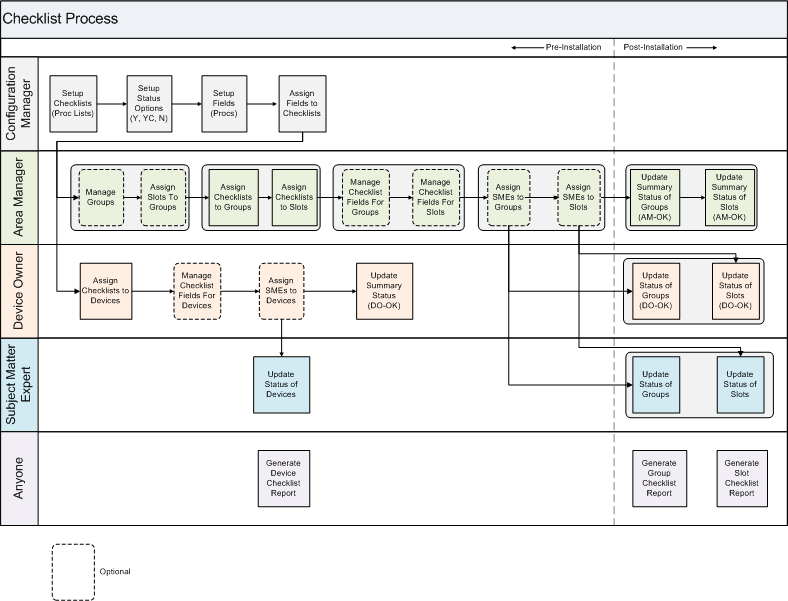 Checklist Process
Pre-Installation
Post-Installation
Configuration
Manager
Setup
Checklists
(Proc Lists)
Setup
Status
Options
(Y, YC, N)
Setup
Fields
(Procs)
Assign
Fields to
Checklists
Area Manager
Manage
Groups
Assign
Slots To
Groups
Assign
Checklists
to Groups
Assign
Checklists
to Slots
Manage
Checklist
Fields For
Groups
Manage
Checklist
Fields For
Slots
Assign
SMEs to
Groups
Assign
SMEs to
Slots
Update
Summary
Status of
Groups
(AM-OK)
Update
Summary
Status of
Slots
(AM-OK)
Device Owner
Assign
Checklists to
Devices
Manage
Checklist
Fields For
Devices
Assign
SMEs to
Devices
Update
Summary
Status
(DO-OK)
Update
Status of
Groups
(DO-OK)
Update
Status of
Slots
(DO-OK)
Subject Matter
Expert
Update
Status of
Devices
Update
Status of
Groups
Update
Status of
Slots
Anyone
Generate
Device
Checklist
Report
Generate
Group
Checklist
Report
Generate
Slot
Checklist
Report
Optional